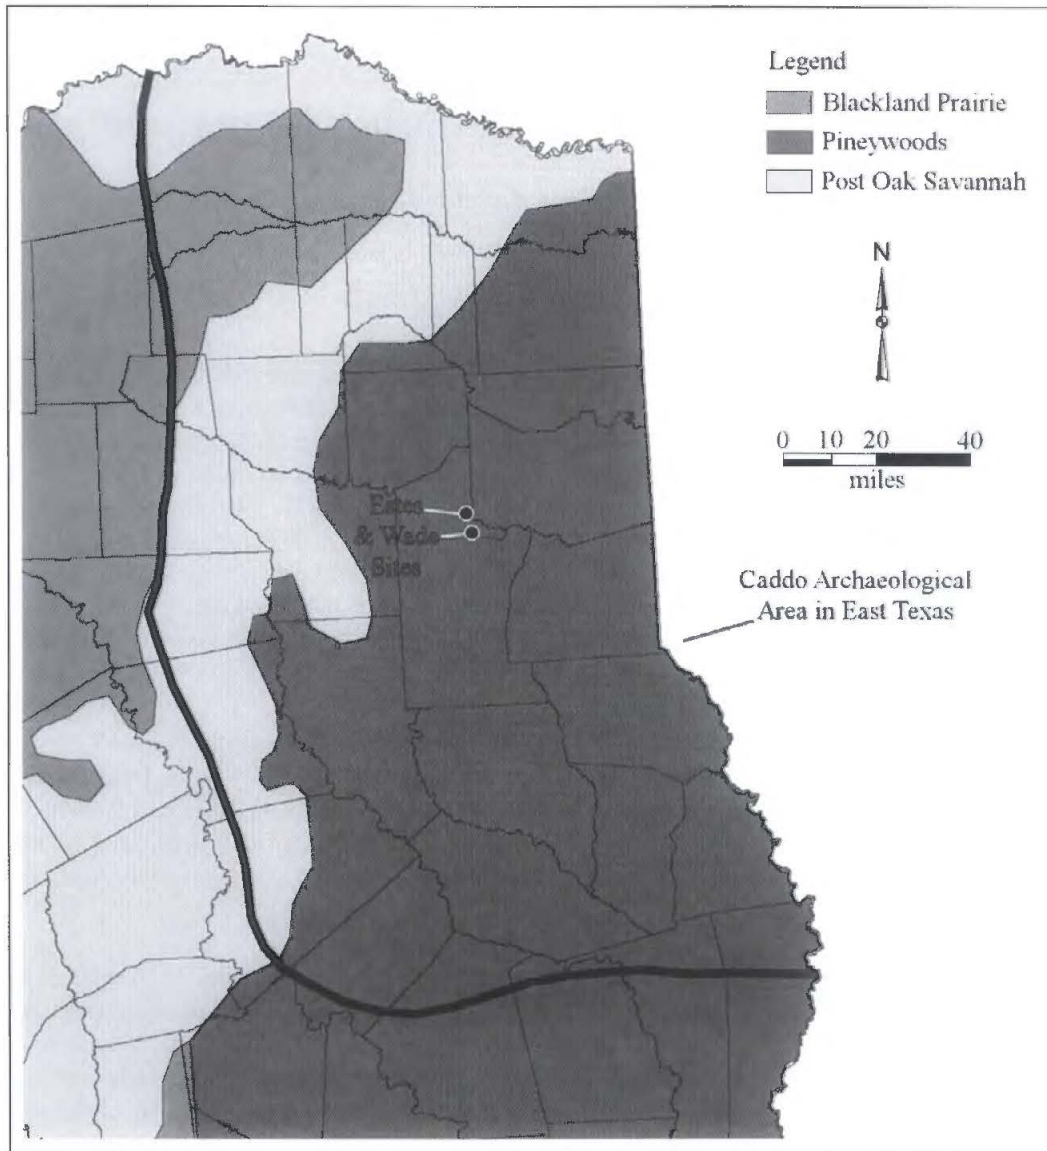 Legend
Blackland Prairie
Pineywoods
Post Oak Savannah
N
0 10 20 40
miles
Estes
& Wade
Sites
Caddo Archaeological
Area in East Texas